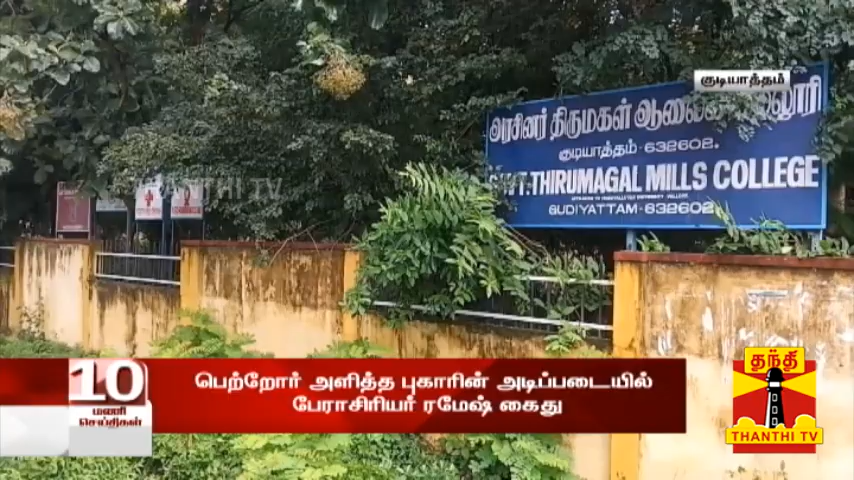 குடியாத்தம்
அரசினர் திருமகள்
குடியாத்தம் - 632602.
GOVT. THIRUMAGAL MILLS COLLEGE
GUDIYATTAM - 632602
THANTHI TV
10
மணி
செய்திகள்
பெற்றோர் அளித்த புகாரின் அடிப்படையில்
பேராசிரியர் ரமேஷ் கைது
தந்தி
THANTHI TV